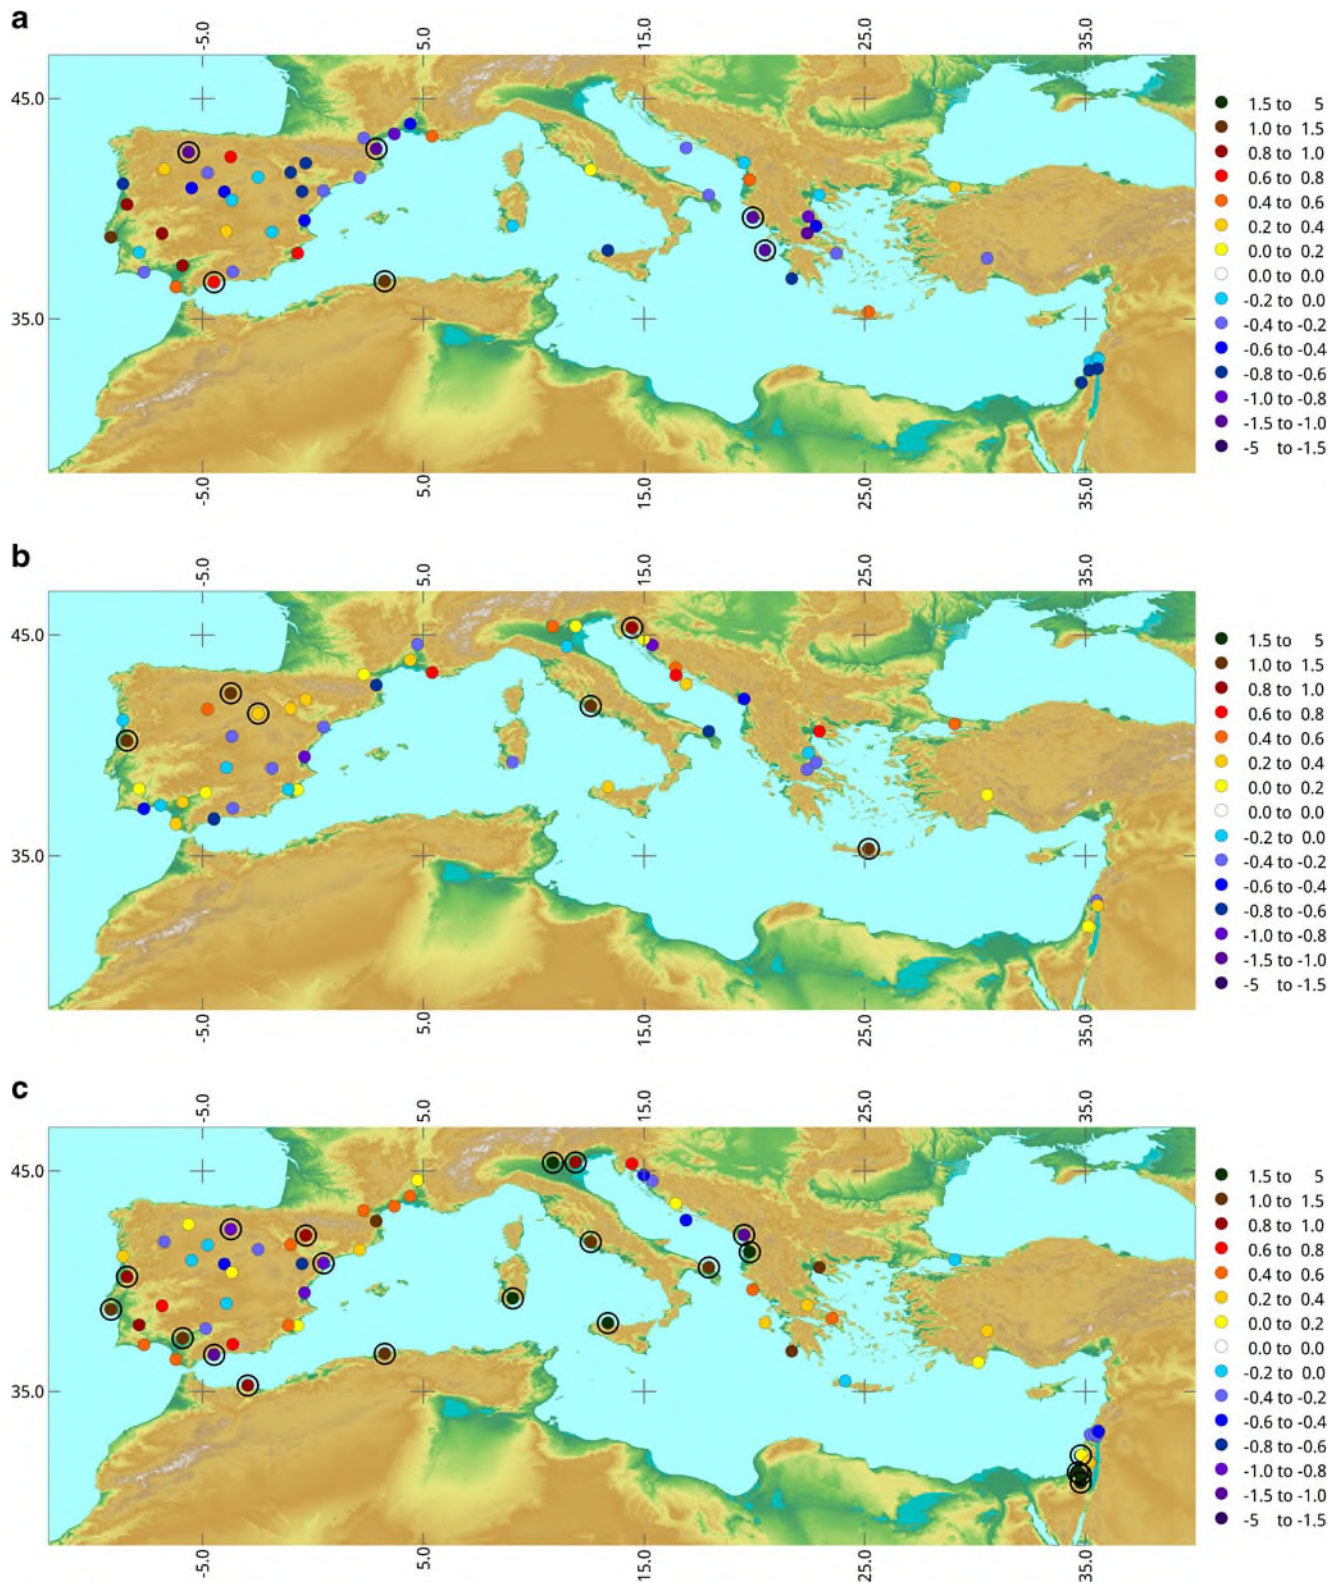 a
-5.0 5.0 15.0 25.0 35.0
45.0
35.0
-5.0 5.0 15.0 25.0 35.0
1.5 to 5
1.0 to 1.5
0.8 to 1.0
0.6 to 0.8
0.4 to 0.6
0.2 to 0.4
0.0 to 0.2
0.0 to 0.0
-0.2 to 0.0
-0.4 to -0.2
-0.6 to -0.4
-0.8 to -0.6
-1.0 to -0.8
-1.5 to -1.0
-5 to -1.5
b
-5.0 5.0 15.0 25.0 35.0
45.0
35.0
-5.0 5.0 15.0 25.0 35.0
1.5 to 5
1.0 to 1.5
0.8 to 1.0
0.6 to 0.8
0.4 to 0.6
0.2 to 0.4
0.0 to 0.2
0.0 to 0.0
-0.2 to 0.0
-0.4 to -0.2
-0.6 to -0.4
-0.8 to -0.6
-1.0 to -0.8
-1.5 to -1.0
-5 to -1.5
c
-5.0 5.0 15.0 25.0 35.0
45.0
35.0
-5.0 5.0 15.0 25.0 35.0
1.5 to 5
1.0 to 1.5
0.8 to 1.0
0.6 to 0.8
0.4 to 0.6
0.2 to 0.4
0.0 to 0.2
0.0 to 0.0
-0.2 to 0.0
-0.4 to -0.2
-0.6 to -0.4
-0.8 to -0.6
-1.0 to -0.8
-1.5 to -1.0
-5 to -1.5